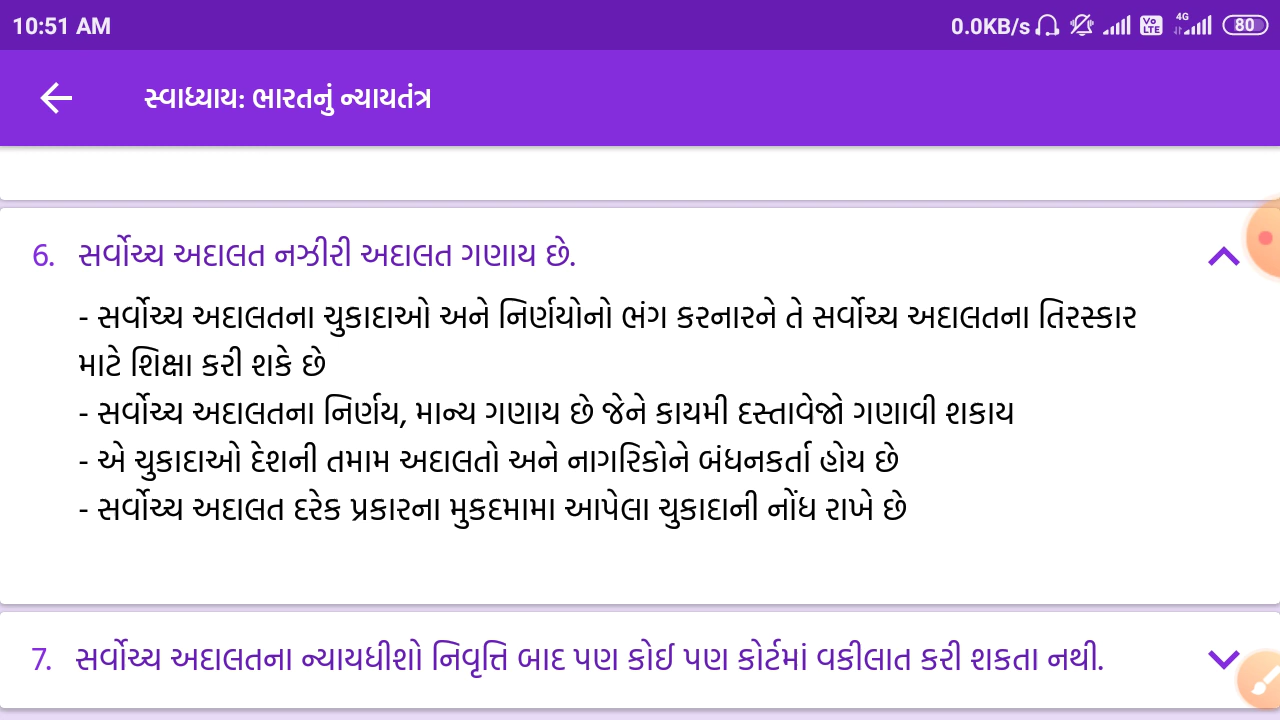 10:51 AM 0.0KB/s Vo LTE 4G 80
સ્વાધ્યાય: ભારતનું ન્યાયતંત્ર
6. સર્વોચ્ચ અદાલત નઝીરી અદાલત ગણાય છે.
- સર્વોચ્ચ અદાલતના ચુકાદાઓ અને નિર્ણયોનો ભંગ કરનારને તે સર્વોચ્ચ અદાલતના તિરસ્કાર
માટે શિક્ષા કરી શકે છે
- સર્વોચ્ચ અદાલતના નિર્ણય, માન્ય ગણાય છે જેને કાયમી દસ્તાવેજો ગણાવી શકાય
- એ ચુકાદાઓ દેશની તમામ અદાલતો અને નાગરિકોને બંધનકર્તા હોય છે
- સર્વોચ્ચ અદાલત દરેક પ્રકારના મુકદમામા આપેલા ચુકાદાની નોંધ રાખે છે
7. સર્વોચ્ચ અદાલતના ન્યાયધીશો નિવૃત્તિ બાદ પણ કોઈ પણ કોર્ટમાં વકીલાત કરી શકતા નથી.